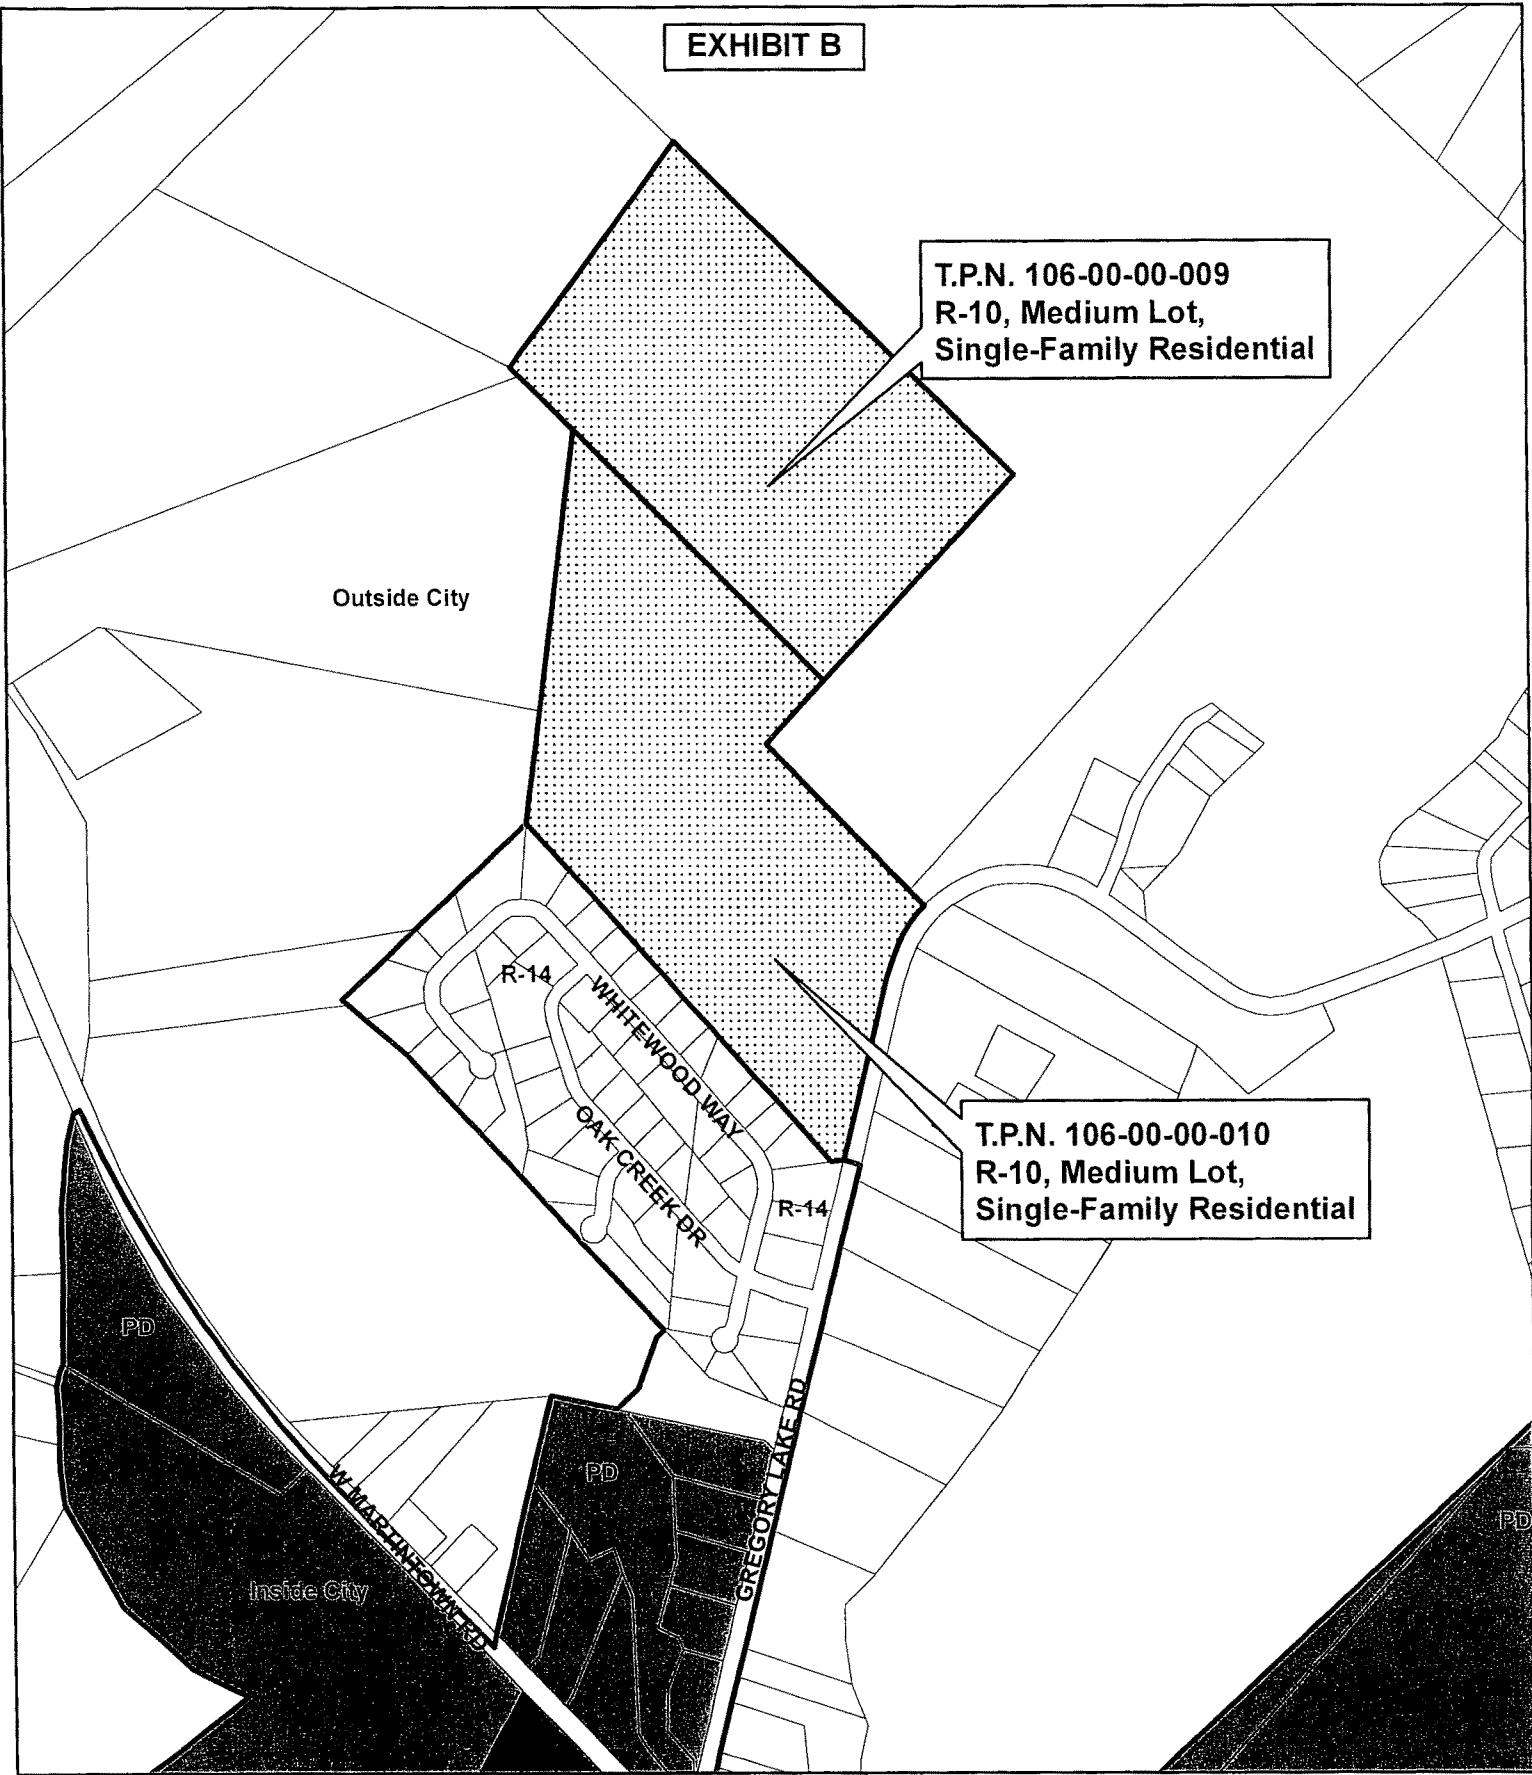 EXHIBIT B
T.P.N. 106-00-00-009
R-10, Medium Lot,
Single-Family Residential
Outside City
R-14
WHITEWOOD WAY
OAK CREEK DR
T.P.N. 106-00-00-010
R-10, Medium Lot,
Single-Family Residential
R-14
PD
GREGORY LAKE RD
PD
W MARTINTOWN RD
PD
Inside City